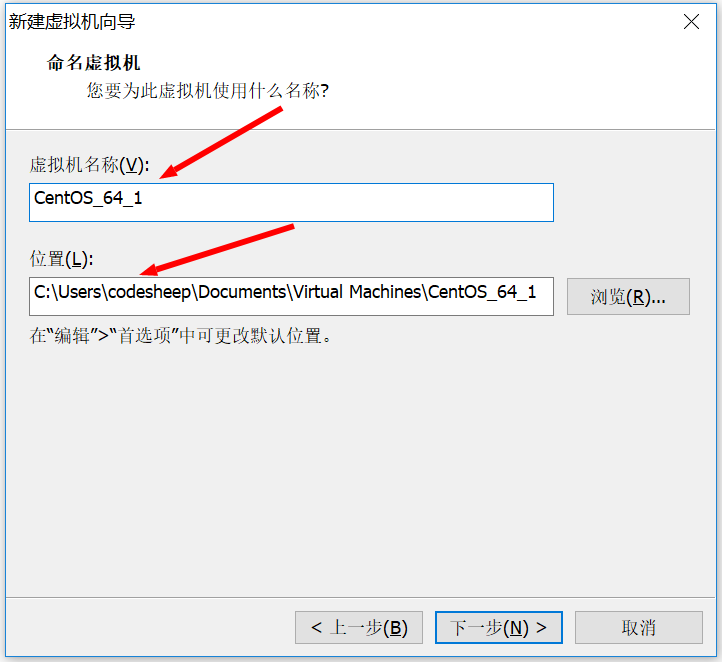 新建虚拟机向导
命名虚拟机
您要为此虚拟机使用什么名称?
虚拟机名称(V):
CentOS_64_1
位置(L):
C:\Users\codesheep\Documents\Virtual Machines\CentOS_64_1
浏览(R)...
在“编辑”>“首选项”中可更改默认位置。
< 上一步(B)
下一步(N) >
取消